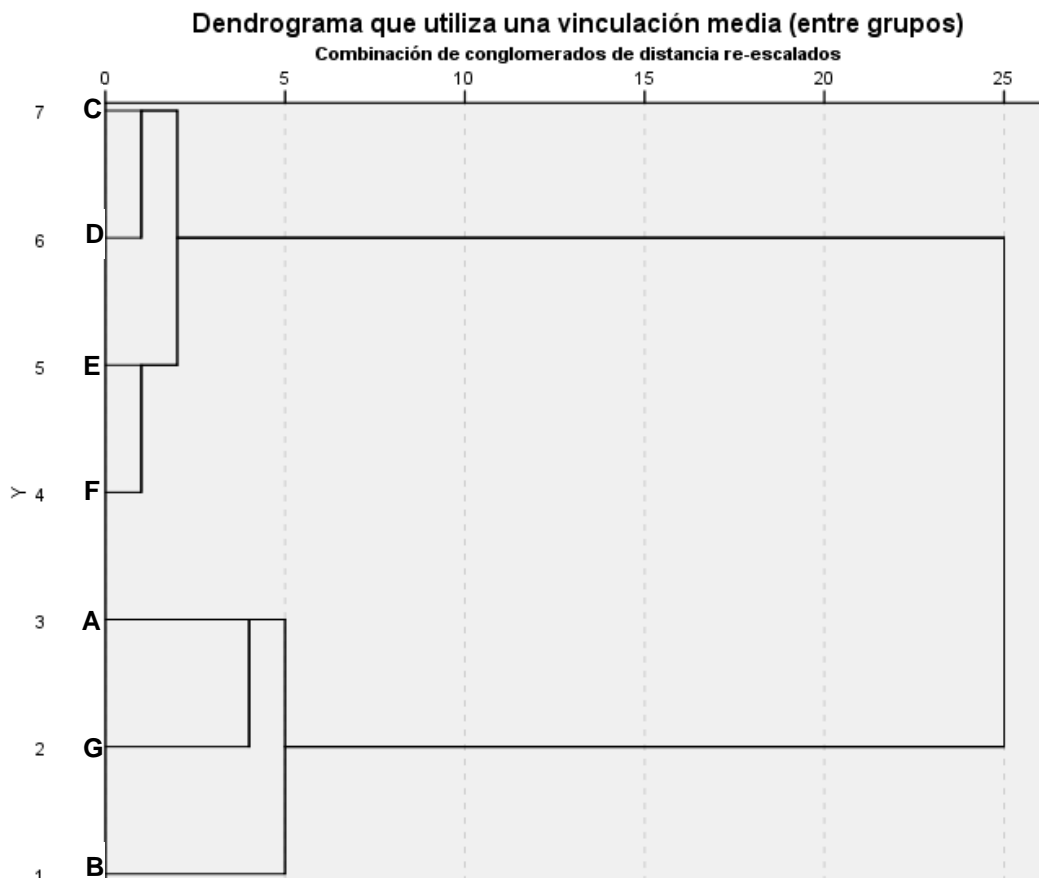 Dendrograma que utiliza una vinculación media (entre grupos)
Combinación de conglomerados de distancia re-escalados
0 5 10 15 20 25
7 C
6 D
5 E
Y 4 F
3 A
2 G
1 B